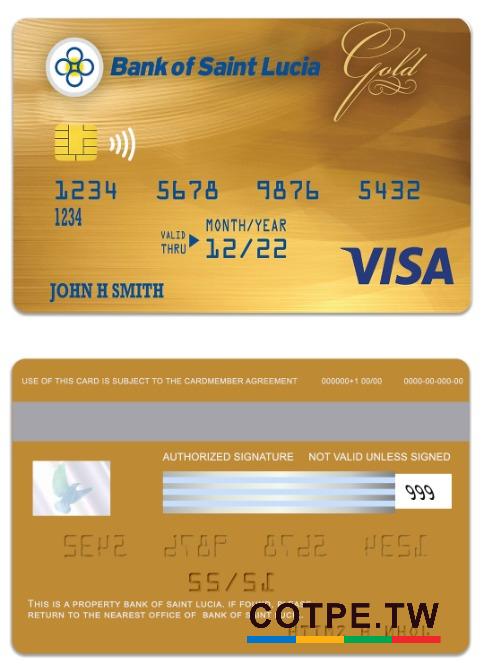 Bank of Saint Lucia Gold
1234 5678 9876 5432
1234
MONTH/YEAR
VALID THRU 12/22
VISA
JOHN H SMITH
USE OF THIS CARD IS SUBJECT TO THE CARDMEMBER AGREEMENT 000000+1 00/00 0000-00-000-00
AUTHORIZED SIGNATURE NOT VALID UNLESS SIGNED
999
THIS IS A PROPERTY BANK OF SAINT LUCIA. IF FOUND, PLEASE
RETURN TO THE NEAREST OFFICE OF BANK OF SAINT
COTPE.TW